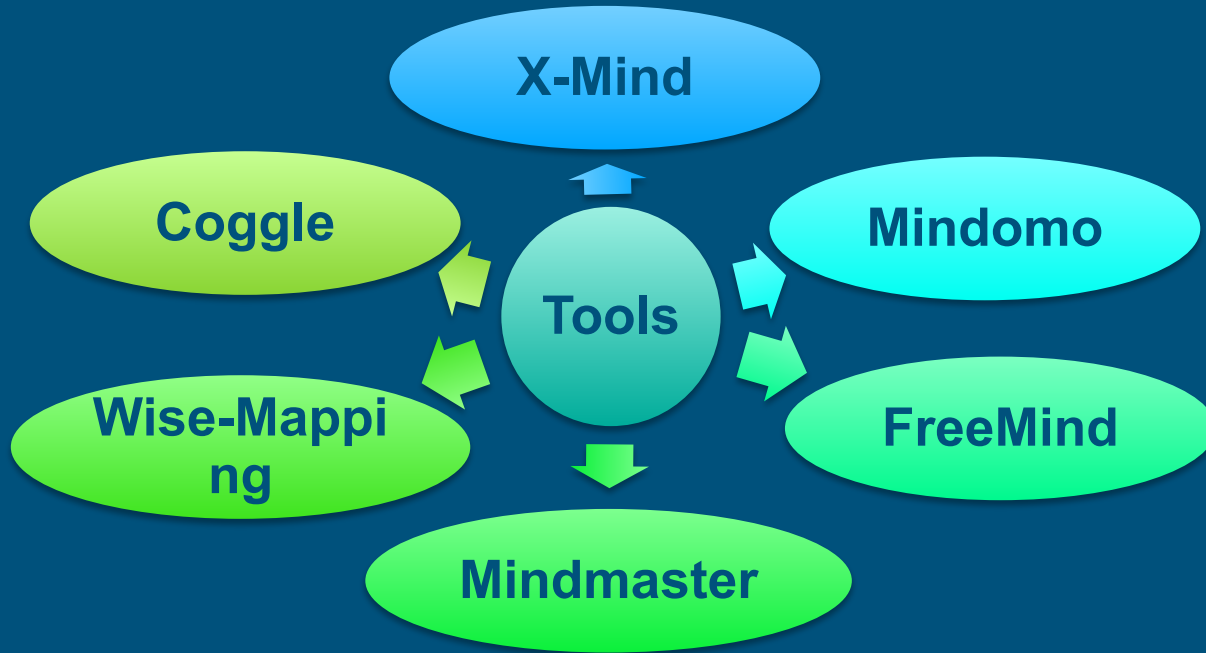 X-Mind
Coggle
Mindomo
Tools
Wise-Mappi
ng
FreeMind
Mindmaster